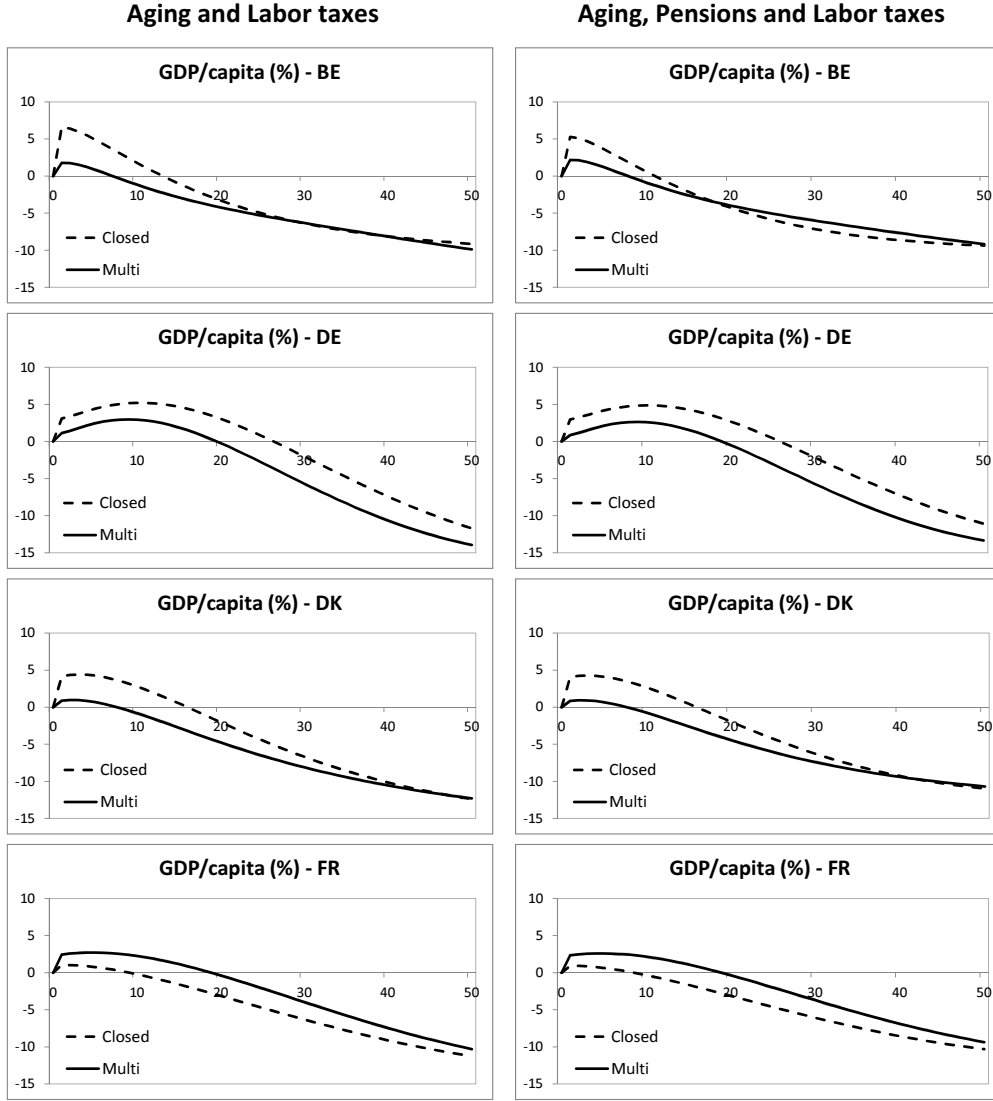 Aging and Labor taxes
Aging, Pensions and Labor taxes
GDP/capita (%) - BE
10
5
0
0 10 20 30 40 50
-5
-10
-15
Closed
Multi
GDP/capita (%) - BE
10
5
0
0 10 20 30 40 50
-5
-10
-15
Closed
Multi
GDP/capita (%) - DE
10
5
0
0 10 20 30 40 50
-5
-10
-15
Closed
Multi
GDP/capita (%) - DE
10
5
0
0 10 20 30 40 50
-5
-10
-15
Closed
Multi
GDP/capita (%) - DK
10
5
0
0 10 20 30 40 50
-5
-10
-15
Closed
Multi
GDP/capita (%) - DK
10
5
0
0 10 20 30 40 50
-5
-10
-15
Closed
Multi
GDP/capita (%) - FR
10
5
0
0 10 20 30 40 50
-5
-10
-15
Closed
Multi
GDP/capita (%) - FR
10
5
0
0 10 20 30 40 50
-5
-10
-15
Closed
Multi